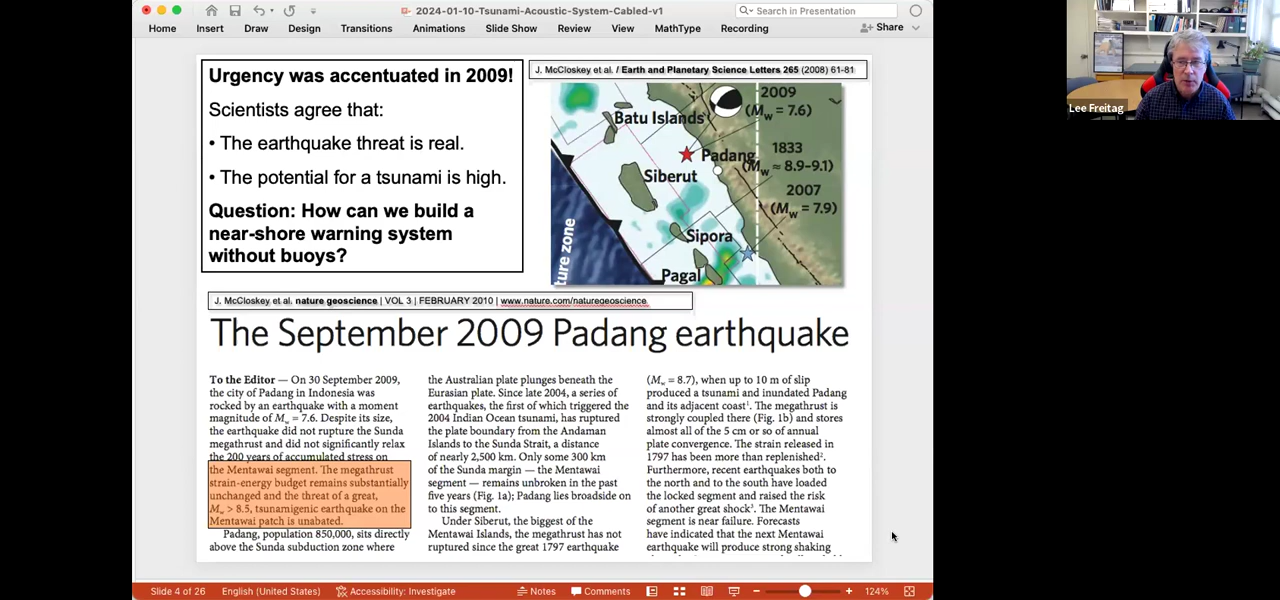 2024-01-10-Tsunami-Acoustic-System-Cabled-v1
Search in Presentation
Home Insert Draw Design Transitions Animations Slide Show Review View MathType Recording
Share
Urgency was accentuated in 2009!
Scientists agree that:
• The earthquake threat is real.
• The potential for a tsunami is high.
Question: How can we build a
near-shore warning system
without buoys?
J. McCloskey et al. / Earth and Planetary Science Letters 265 (2008) 61-81
2009
(Mw = 7.6)
Batu Islands
1833
(Mw ≈ 8.9–9.1)
Padang
Siberut
2007
(Mw = 7.9)
Sipora
Pagai
ure zone
J. McCloskey et al. nature geoscience | VOL 3 | FEBRUARY 2010 | www.nature.com/naturegeoscience
The September 2009 Padang earthquake
To the Editor — On 30 September 2009,
the city of Padang in Indonesia was
rocked by an earthquake with a moment
magnitude of Mw = 7.6. Despite its size,
the earthquake did not rupture the Sunda
megathrust and did not significantly relax
the 200 years of accumulated stress on
the Mentawai segment. The megathrust
strain-energy budget remains substantially
unchanged and the threat of a great,
Mw > 8.5, tsunamigenic earthquake on the
Mentawai patch is unabated.
Padang, population 850,000, sits directly
above the Sunda subduction zone where
the Australian plate plunges beneath the
Eurasian plate. Since late 2004, a series of
earthquakes, the first of which triggered the
2004 Indian Ocean tsunami, has ruptured
the plate boundary from the Andaman
Islands to the Sunda Strait, a distance
of nearly 2,500 km. Only some 300 km
of the Sunda margin — the Mentawai
segment — remains unbroken in the past
five years (Fig. 1a); Padang lies broadside on
to this segment.
Under Siberut, the biggest of the
Mentawai Islands, the megathrust has not
ruptured since the great 1797 earthquake
(Mw = 8.7), when up to 10 m of slip
produced a tsunami and inundated Padang
and its adjacent coast1. The megathrust is
strongly coupled there (Fig. 1b) and stores
almost all of the 5 cm or so of annual
plate convergence. The strain released in
1797 has been more than replenished2.
Furthermore, recent earthquakes both to
the north and to the south have loaded
the locked segment and raised the risk
of another great shock3. The Mentawai
segment is near failure. Forecasts
have indicated that the next Mentawai
earthquake will produce strong shaking
Slide 4 of 26 English (United States) Accessibility: Investigate Notes Comments 124%
Lee Freitag